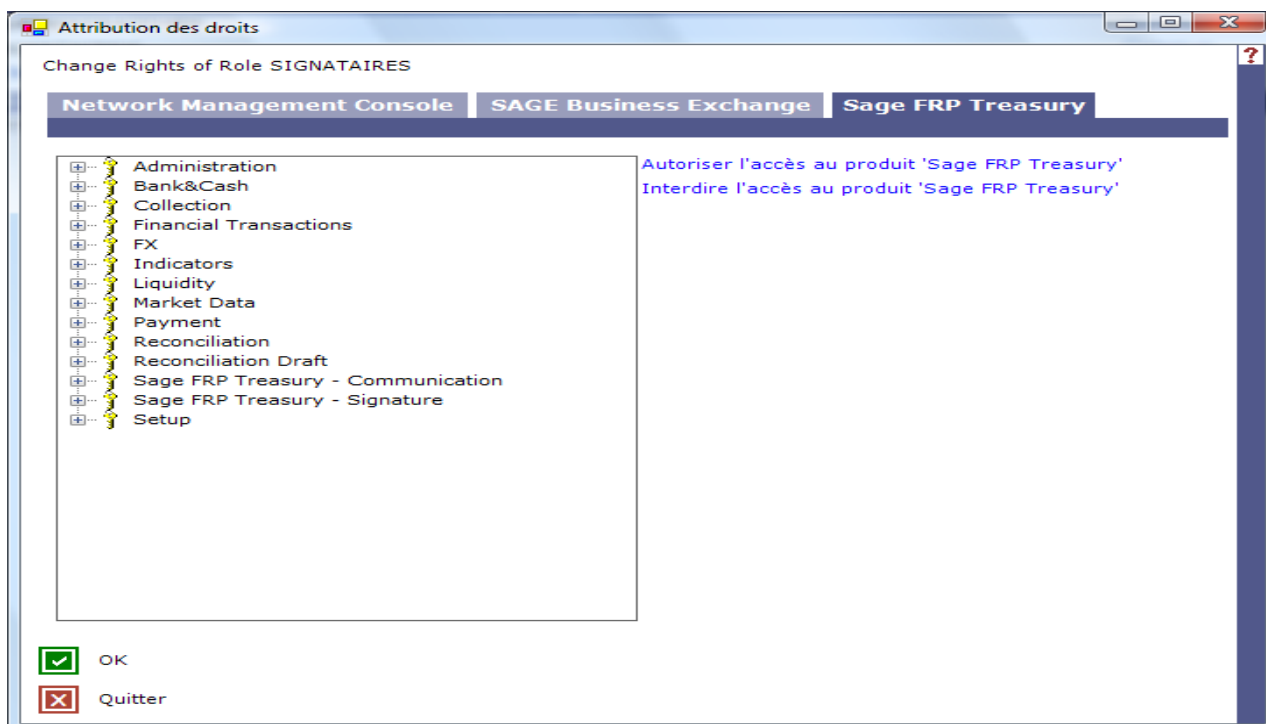 Attribution des droits
?
Change Rights of Role SIGNATAIRES
Network Management Console SAGE Business Exchange Sage FRP Treasury
Administration
Bank&Cash
Collection
Financial Transactions
FX
Indicators
Liquidity
Market Data
Payment
Reconciliation
Reconciliation Draft
Sage FRP Treasury - Communication
Sage FRP Treasury - Signature
Setup
Autoriser l'accès au produit 'Sage FRP Treasury'
Interdire l'accès au produit 'Sage FRP Treasury'
OK
Quitter